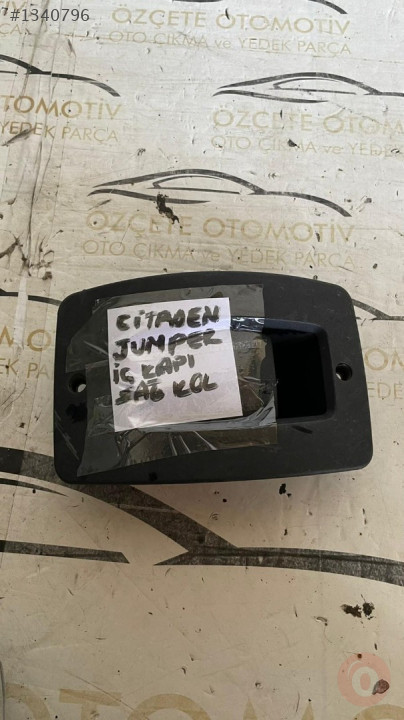 #1340796
ÖZÇETE OTOMOTİV
OTO ÇIKMA ve YEDEK PARÇA
OTOMOTİV
YEDEK PARÇA
ÖZÇETE OTOMOTİV
OTO ÇIKMA ve YEDEK PARÇA
ÖZÇETE OTOMOTİV
OTO ÇIKMA VE YEDEK PARÇA
CİTROEN
JUMPER
İÇ KAPI
SAĞ KOL
OTOMOTİV